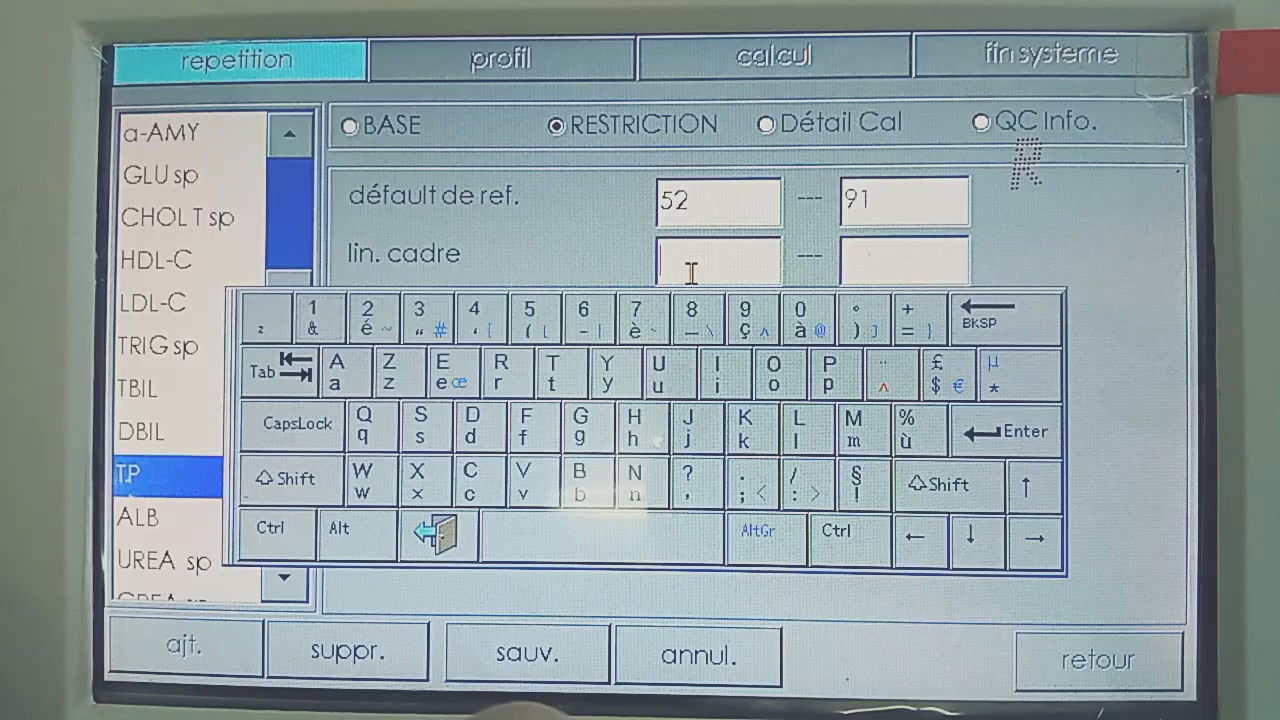 repetition profil calcul fin systeme
α-AMY
GLU sp
CHOL T sp
HDL-C
LDL-C
TRIG sp
TBIL
DBIL
TP
ALB
UREA sp
BASE RESTRICTION Détail Cal QC Info.
R
défault de ref. 52 --- 91
lin. cadre ---
² 1 & 2 é ~ 3 “ # 4 ‘ { 5 ( [ 6 - | 7 è ` 8 _ \ 9 ç ^ 0 à @ ° ) ] + = } BKSP
Tab A a Z z E e œ R r T t Y y U u I i O o P p ¨ ^ £ $ € µ *
CapsLock Q q S s D d F f G g H h J j K k L l M m % ù Enter
Shift W w X x C c V v B b N n ? , . ; < / : > § ! Shift ↑
Ctrl Alt AltGr Ctrl ← ↓ →
ajt. suppr. sauv. annul. retour